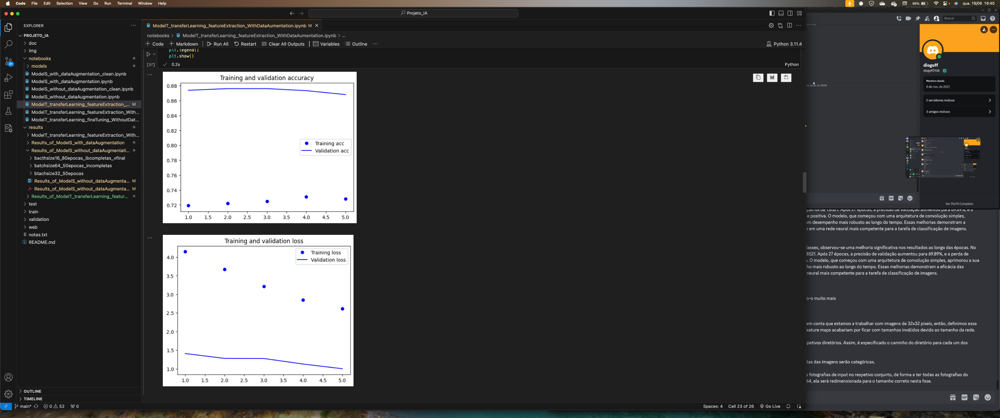 Code File Edit Selection View Go Run Terminal Window Help
66% qua. 19/06 16:40
Projeto_IA
EXPLORER
PROJETO_IA
doc
img
notebooks
models
ModelS_with_dataAugmentation_clean.ipynb
ModelS_with_dataAugmentation.ipynb
ModelS_without_dataAugmentation_clean.ipynb
ModelS_without_dataAugmentation.ipynb
ModelT_transferLearning_featureExtraction_... M
ModelT_transferLearning_featureExtraction_With...
ModelT_transferLearning_fineTuning_WithoutDat...
results
ModelT_transferLearning_featureExtraction_With...
Results_of_ModelS_with_dataAugmentation
Results_of_ModelS_without_dataAugmentati...
bacthsize16_80epocas_ibcompletas_vfinal
batchsize64_50epocas_incompletas
btachsize32_50epocas
Results_of_ModelS_without_dataAugmenta... M
Results_of_ModelS_without_dataAugmenta... M
Results_of_ModelT_transferLearning_featur...
test
train
validation
web
notas.txt
README.md
OUTLINE
TIMELINE
21
main* 0 52 0
ModelT_transferLearning_featureExtraction_WithDataAumentation.ipynb M
notebooks > ModelT_transferLearning_featureExtraction_WithDataAumentation.ipynb > ...
Code Markdown Run All Restart Clear All Outputs Variables Outline ... Python 3.11.4
plt.legend()
plt.show()
[37] 0.2s Python
Training and validation accuracy
0.88
0.86
0.84
0.82
0.80
0.78
0.76
0.74
0.72
Training acc
Validation acc
1.0 1.5 2.0 2.5 3.0 3.5 4.0 4.5 5.0
Training and validation loss
4.0
3.5
3.0
2.5
2.0
1.5
1.0
Training loss
Validation loss
1.0 1.5 2.0 2.5 3.0 3.5 4.0 4.5 5.0
Spaces: 4 Cell 23 of 26 Go Live
Buscar
de junho de 2024
diogoff
diogoff2158
Membro desde
8 de nov. de 2021
2 servidores mútuos
3 amigos mútuos
Ver Perfil Completo
ção foi de 1.8521. Após 27 épocas, a precisão de validação aumentou para 69.89%, e a
e positiva. O modelo, que começou com uma arquitetura de convolução simples,
um desempenho mais robusto ao longo do tempo. Essas melhorias demonstram a
o em uma rede neural mais competente para a tarefa de classificação de imagens.
lasses, observou-se uma melhoria significativa nos resultados ao longo das épocas. No
8521. Após 27 épocas, a precisão de validação aumentou para 69.89%, e a perda de
. O modelo, que começou com uma arquitetura de convolução simples, aprimorou a sua
ho mais robusto ao longo do tempo. Essas melhorias demonstram a eficácia das
neural mais competente para a tarefa de classificação de imagens.
o-o muito mais
em conta que estamos a trabalhar com imagens de 32x32 pixeis, então, definimos essa
eature maps acabariam por ficar com tamanhos inválidos devido ao tamanho da rede.
petivos diretórios. Assim, é especificado o caminho do diretório para cada um dos
tas das imagens serão categóricas.
s fotografias de input no respetivo conjunto, de forma a ter todas as fotografias do
64, ela será redimensionada para o tamanho correto nesta fase.
GIF
GIF